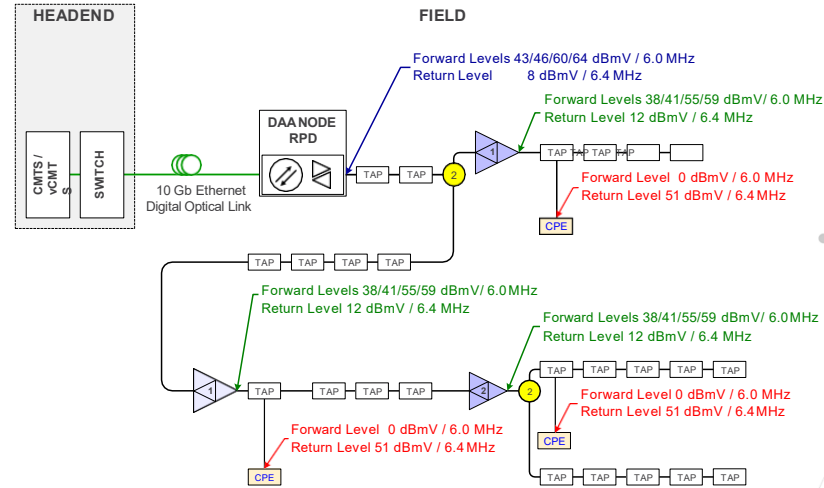 HEADEND
FIELD
Forward Levels 43/46/60/64 dBmV / 6.0 MHz
Return Level 8 dBmV / 6.4 MHz
Forward Levels 38/41/55/59 dBmV/ 6.0 MHz
Return Level 12 dBmV / 6.4 MHz
DAA NODE
RPD
CMTS /
vCMT
S
SWITCH
10 Gb Ethernet
Digital Optical Link
TAP
TAP
2
1
TAP
TAP
TAP
TAP
Forward Level 0 dBmV / 6.0 MHz
Return Level 51 dBmV / 6.4MHz
CPE
TAP
TAP
TAP
TAP
Forward Levels 38/41/55/59 dBmV/ 6.0MHz
Return Level 12 dBmV / 6.4 MHz
Forward Levels 38/41/55/59 dBmV/ 6.0MHz
Return Level 12 dBmV / 6.4 MHz
1
TAP
TAP
TAP
TAP
2
2
TAP
TAP
TAP
TAP
TAP
Forward Level 0 dBmV / 6.0 MHz
Return Level 51 dBmV / 6.4MHz
CPE
Forward Level 0 dBmV / 6.0 MHz
Return Level 51 dBmV / 6.4MHz
CPE
TAP
TAP
TAP
TAP
TAP